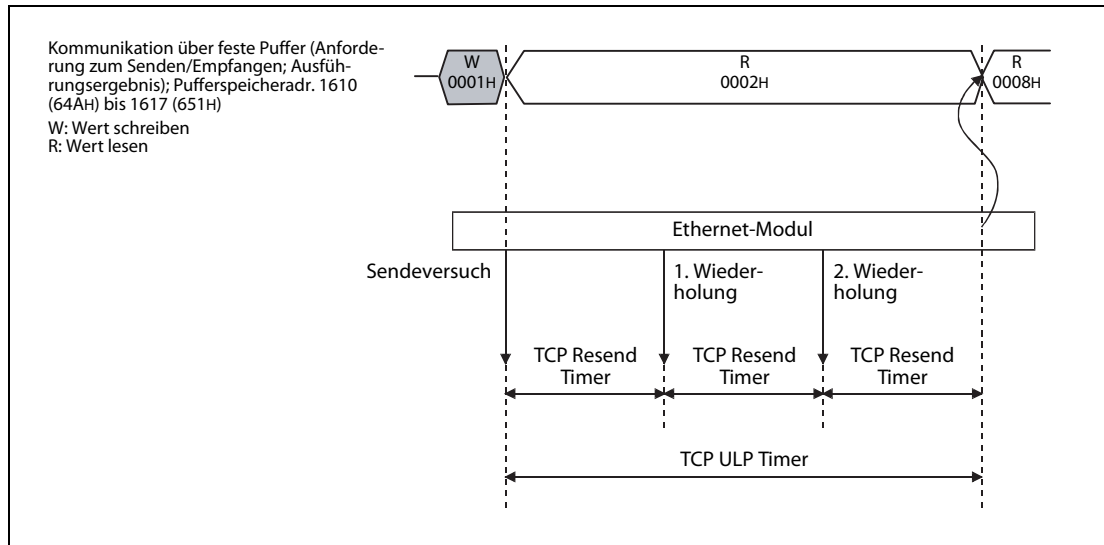 Kommunikation über feste Puffer (Anforde-
rung zum Senden/Empfangen; Ausfüh-
rungsergebnis); Pufferspeicheradr. 1610
(64AH) bis 1617 (651H)
W: Wert schreiben
R: Wert lesen
W
0001H
R
0002H
R
0008H
Ethernet-Modul
Sendeversuch
1. Wieder-
holung
2. Wieder-
holung
TCP Resend
Timer
TCP Resend
Timer
TCP Resend
Timer
TCP ULP Timer